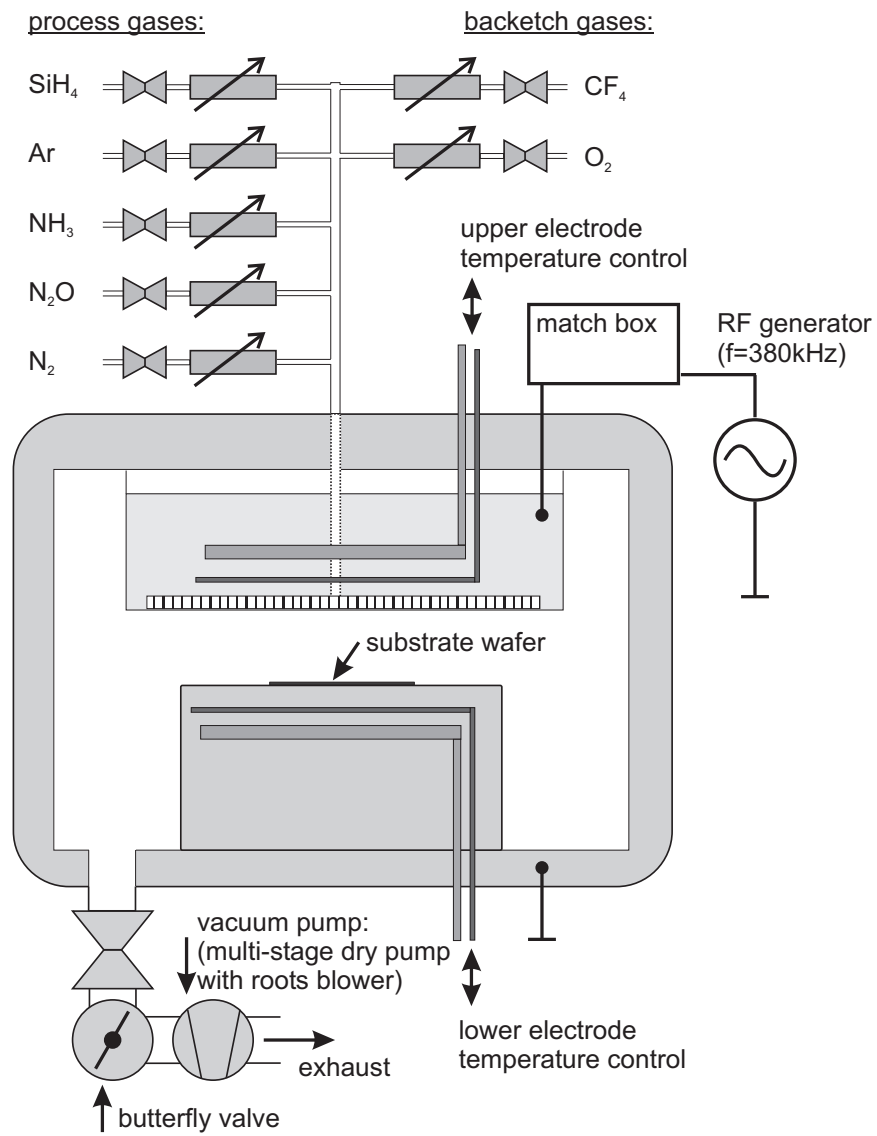 process gases:
backetch gases:
SiH₄
CF₄
Ar
O₂
NH₃
N₂O
N₂
upper electrode
temperature control
match box
RF generator
(f=380kHz)
substrate wafer
vacuum pump:
(multi-stage dry pump
with roots blower)
exhaust
butterfly valve
lower electrode
temperature control